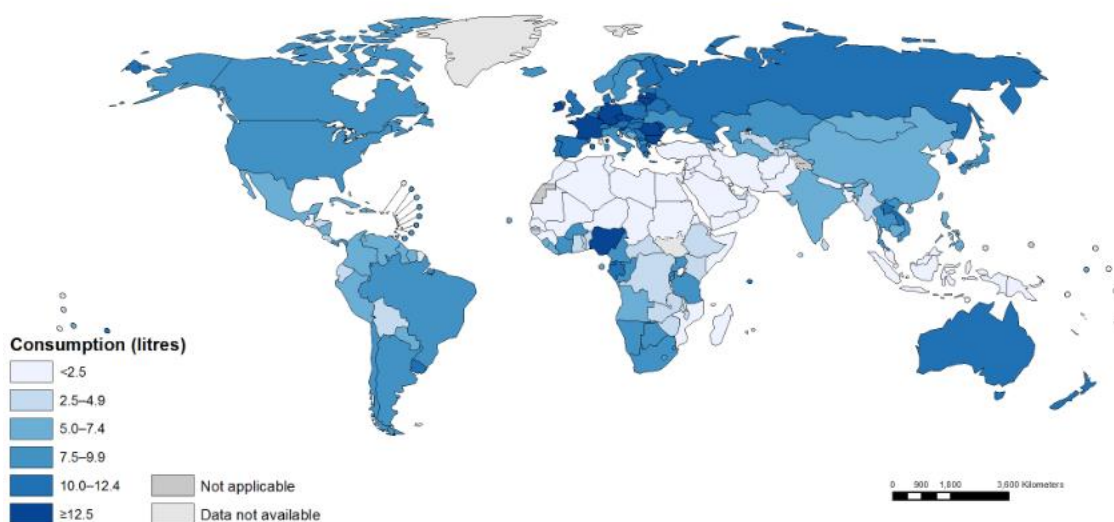 Consumption (litres)
<2.5
2.5–4.9
5.0–7.4
7.5–9.9
10.0–12.4
≥12.5
Not applicable
Data not available
0 900 1,800 3,600 Kilometers